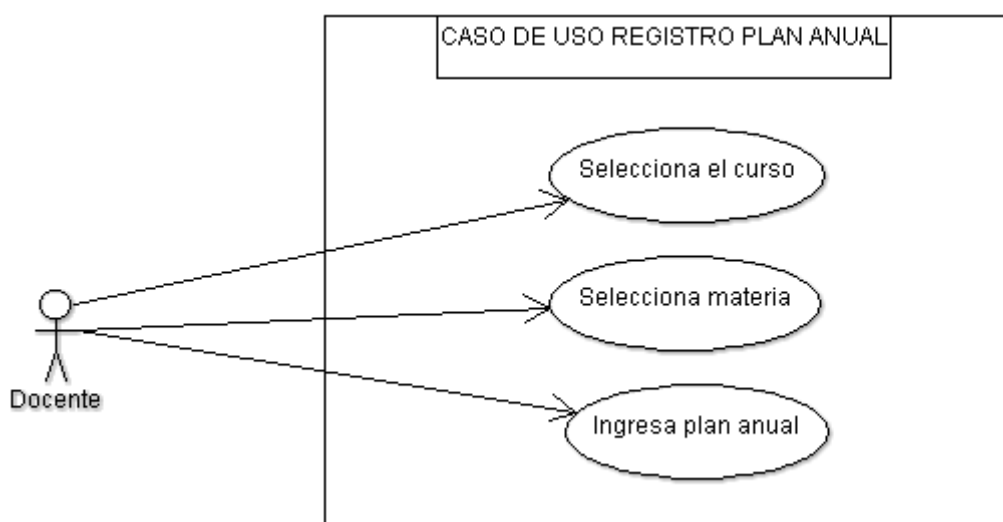 CASO DE USO REGISTRO PLAN ANUAL
Selecciona el curso
Selecciona materia
Docente
Ingresa plan anual